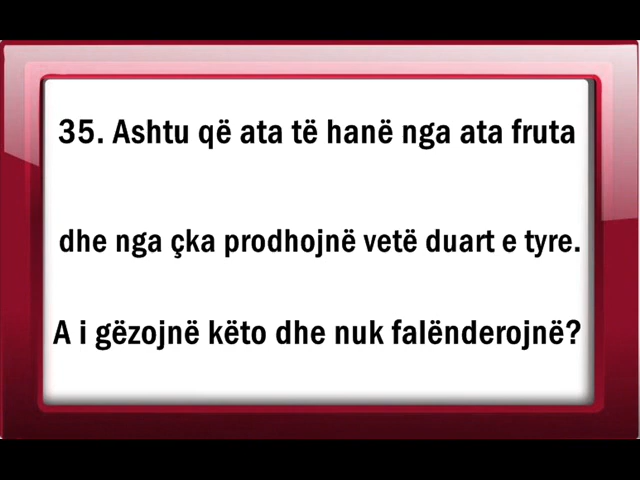 35. Ashtu që ata të hanë nga ata fruta
dhe nga çka prodhojnë vetë duart e tyre.
A i gëzojnë këto dhe nuk falënderojnë?